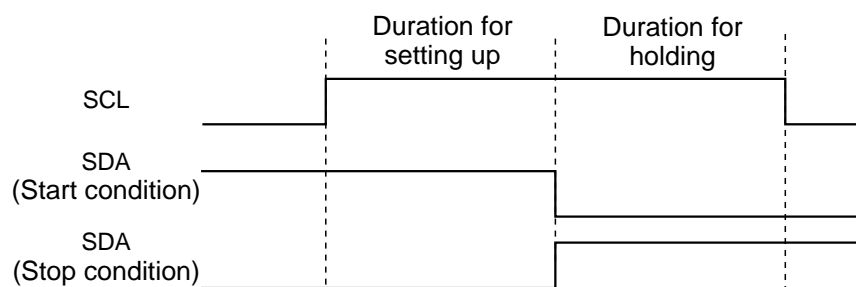 Duration for
setting up
Duration for
holding
SCL
SDA
(Start condition)
SDA
(Stop condition)